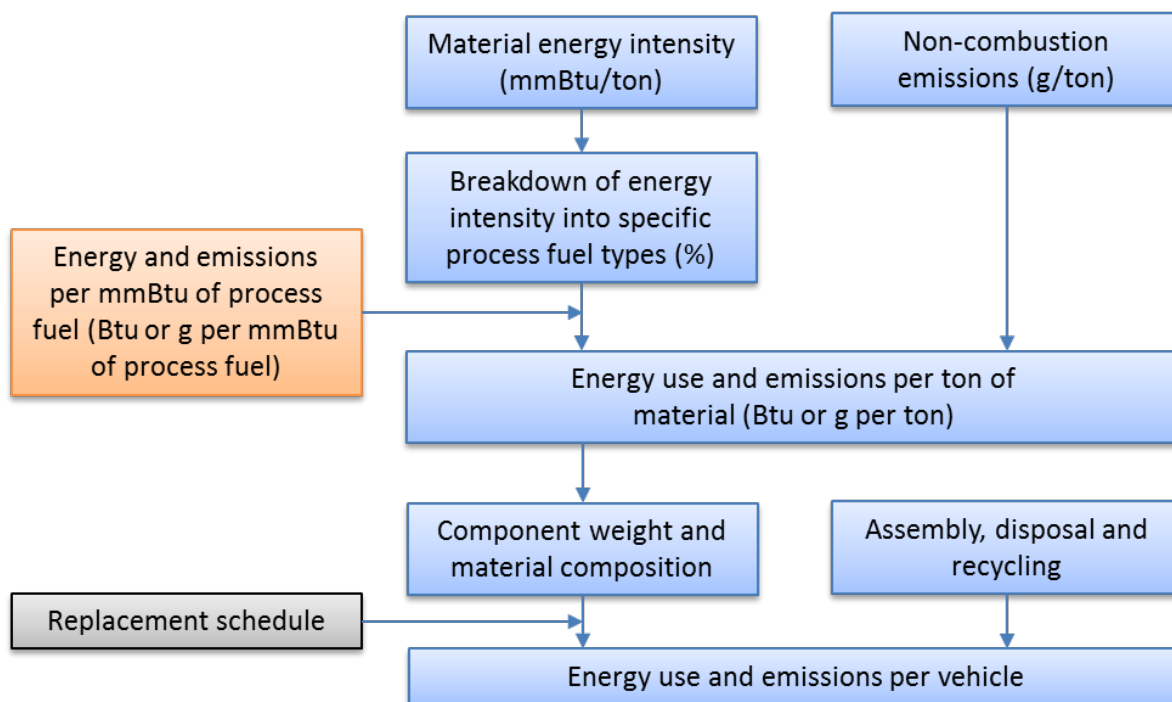 Material energy intensity
(mmBtu/ton)
Non-combustion
emissions (g/ton)
Breakdown of energy
intensity into specific
process fuel types (%)
Energy and emissions
per mmBtu of process
fuel (Btu or g per mmBtu
of process fuel)
Energy use and emissions per ton of
material (Btu or g per ton)
Component weight and
material composition
Assembly, disposal and
recycling
Replacement schedule
Energy use and emissions per vehicle